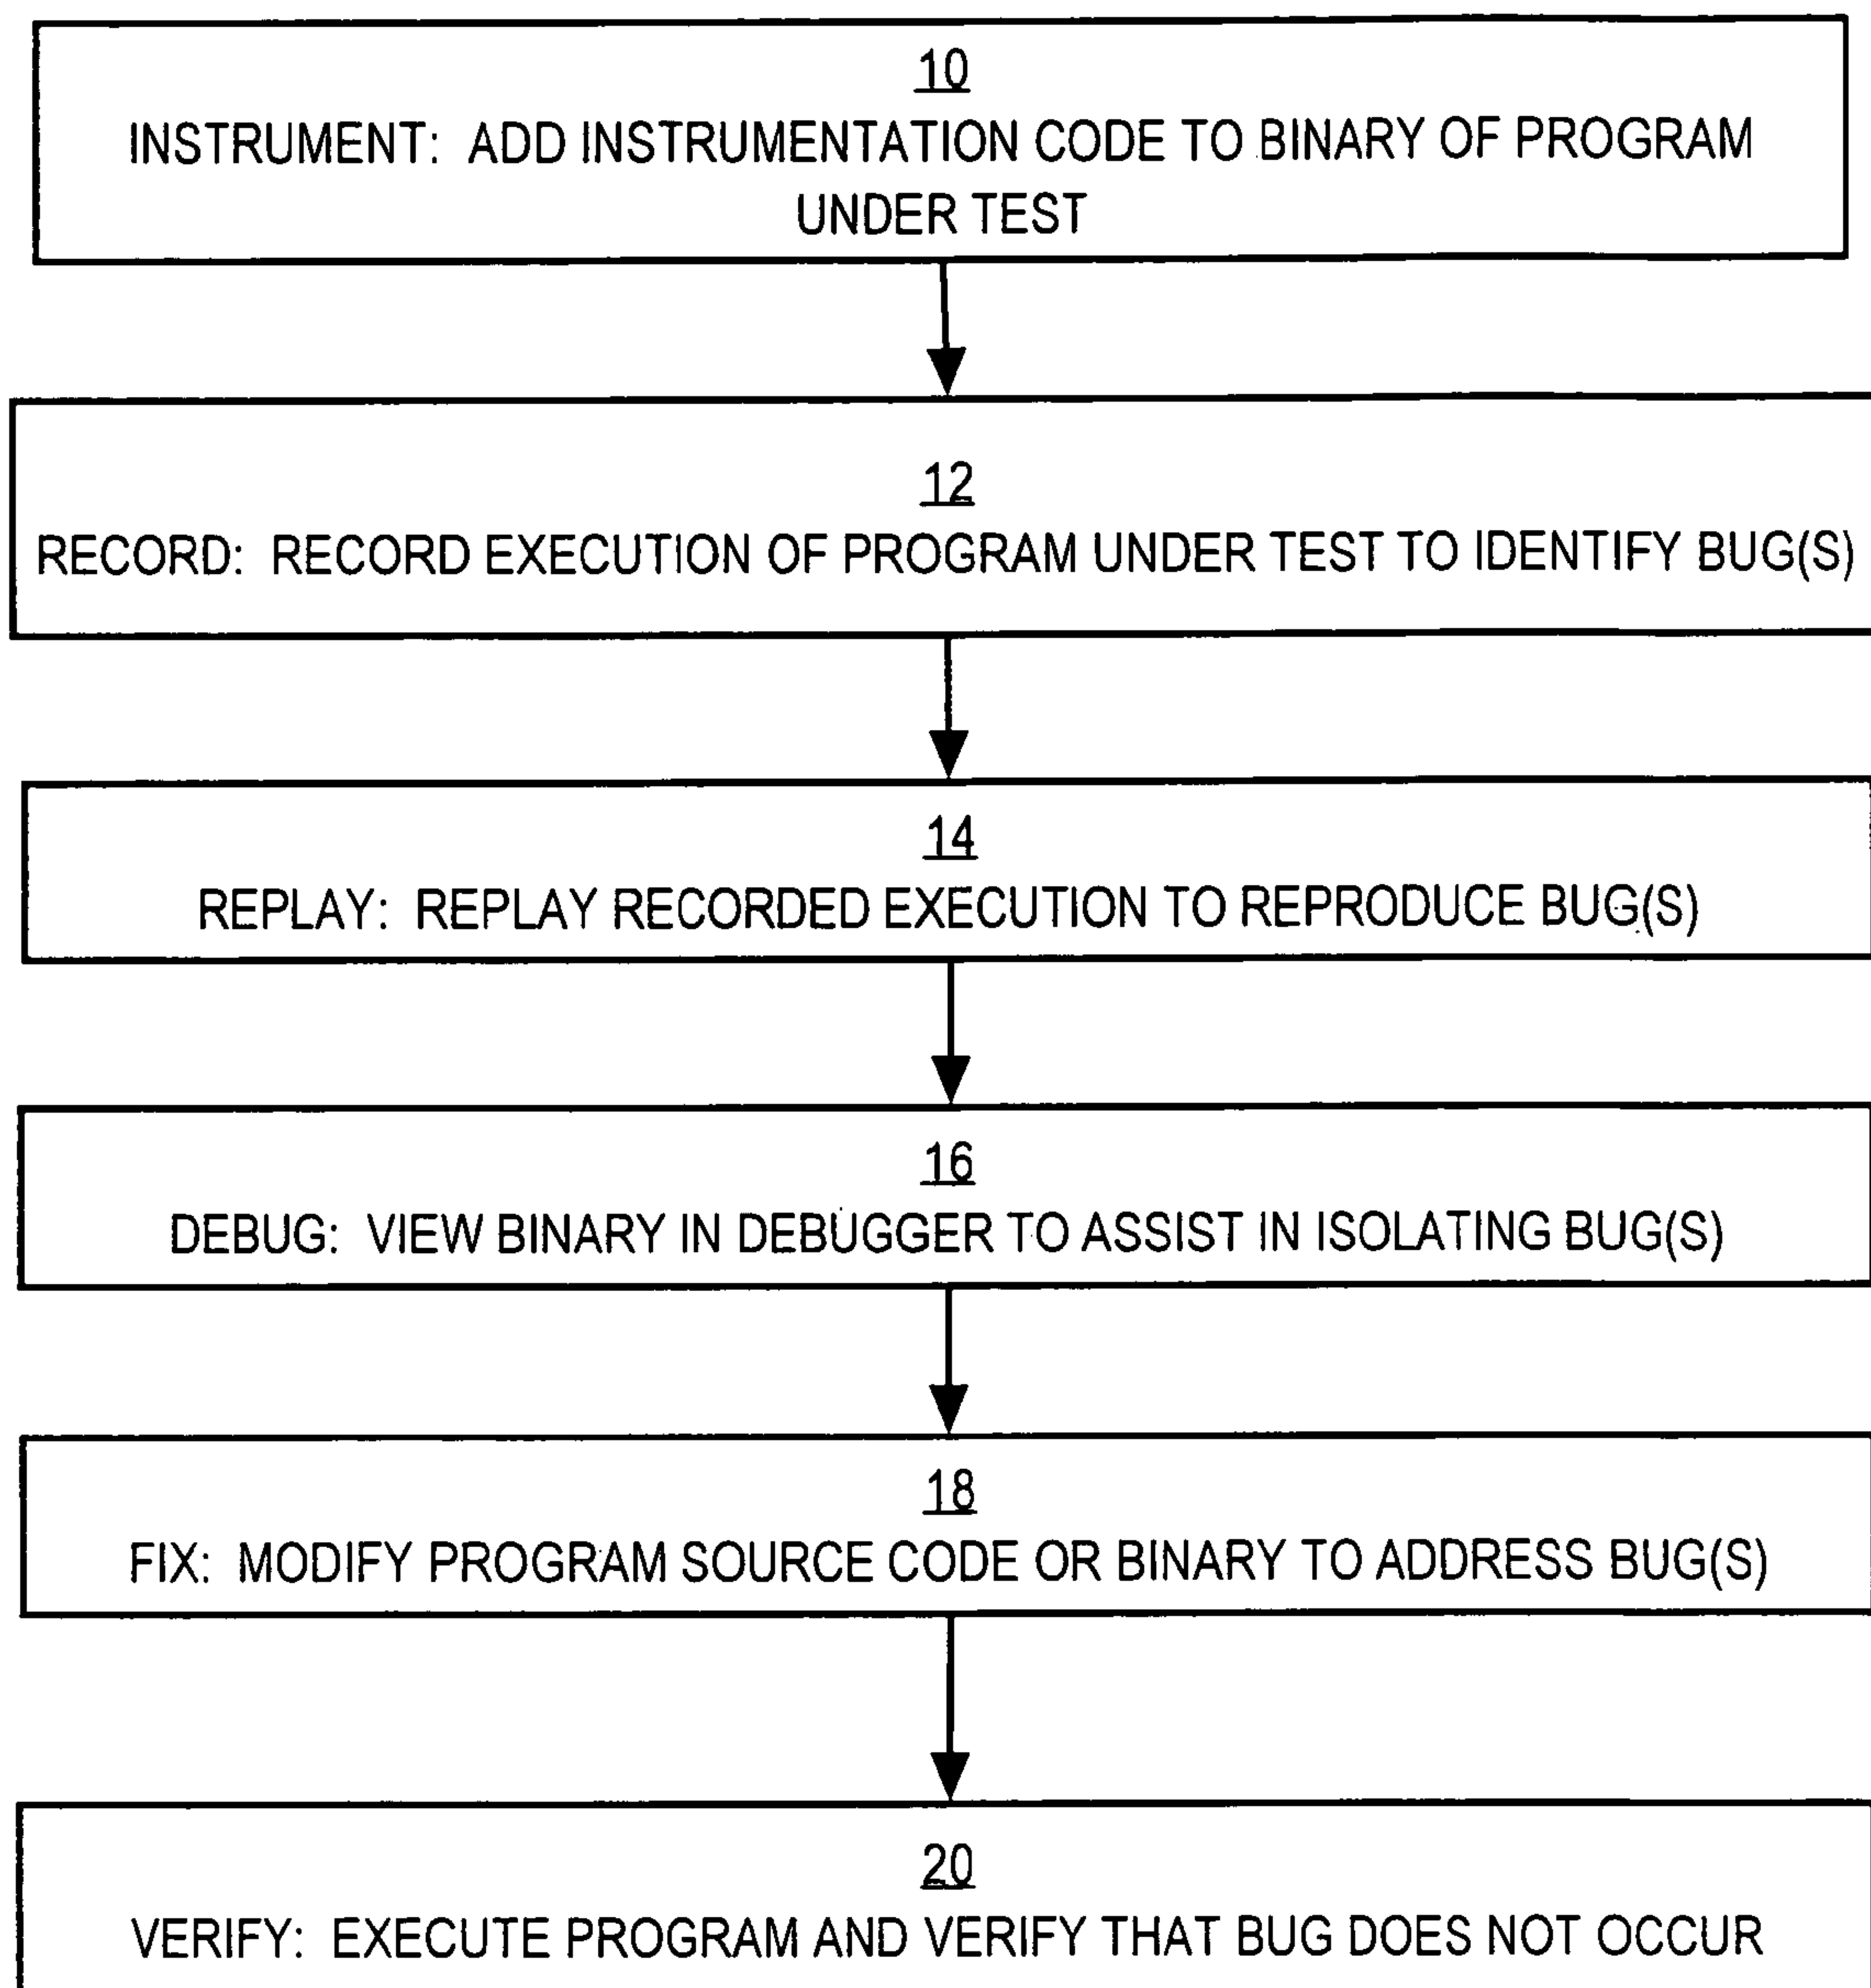 10
INSTRUMENT: ADD INSTRUMENTATION CODE TO BINARY OF PROGRAM
UNDER TEST
12
RECORD: RECORD EXECUTION OF PROGRAM UNDER TEST TO IDENTIFY BUG(S)
14
REPLAY: REPLAY RECORDED EXECUTION TO REPRODUCE BUG(S)
16
DEBUG: VIEW BINARY IN DEBUGGER TO ASSIST IN ISOLATING BUG(S)
18
FIX: MODIFY PROGRAM SOURCE CODE OR BINARY TO ADDRESS BUG(S)
20
VERIFY: EXECUTE PROGRAM AND VERIFY THAT BUG DOES NOT OCCUR